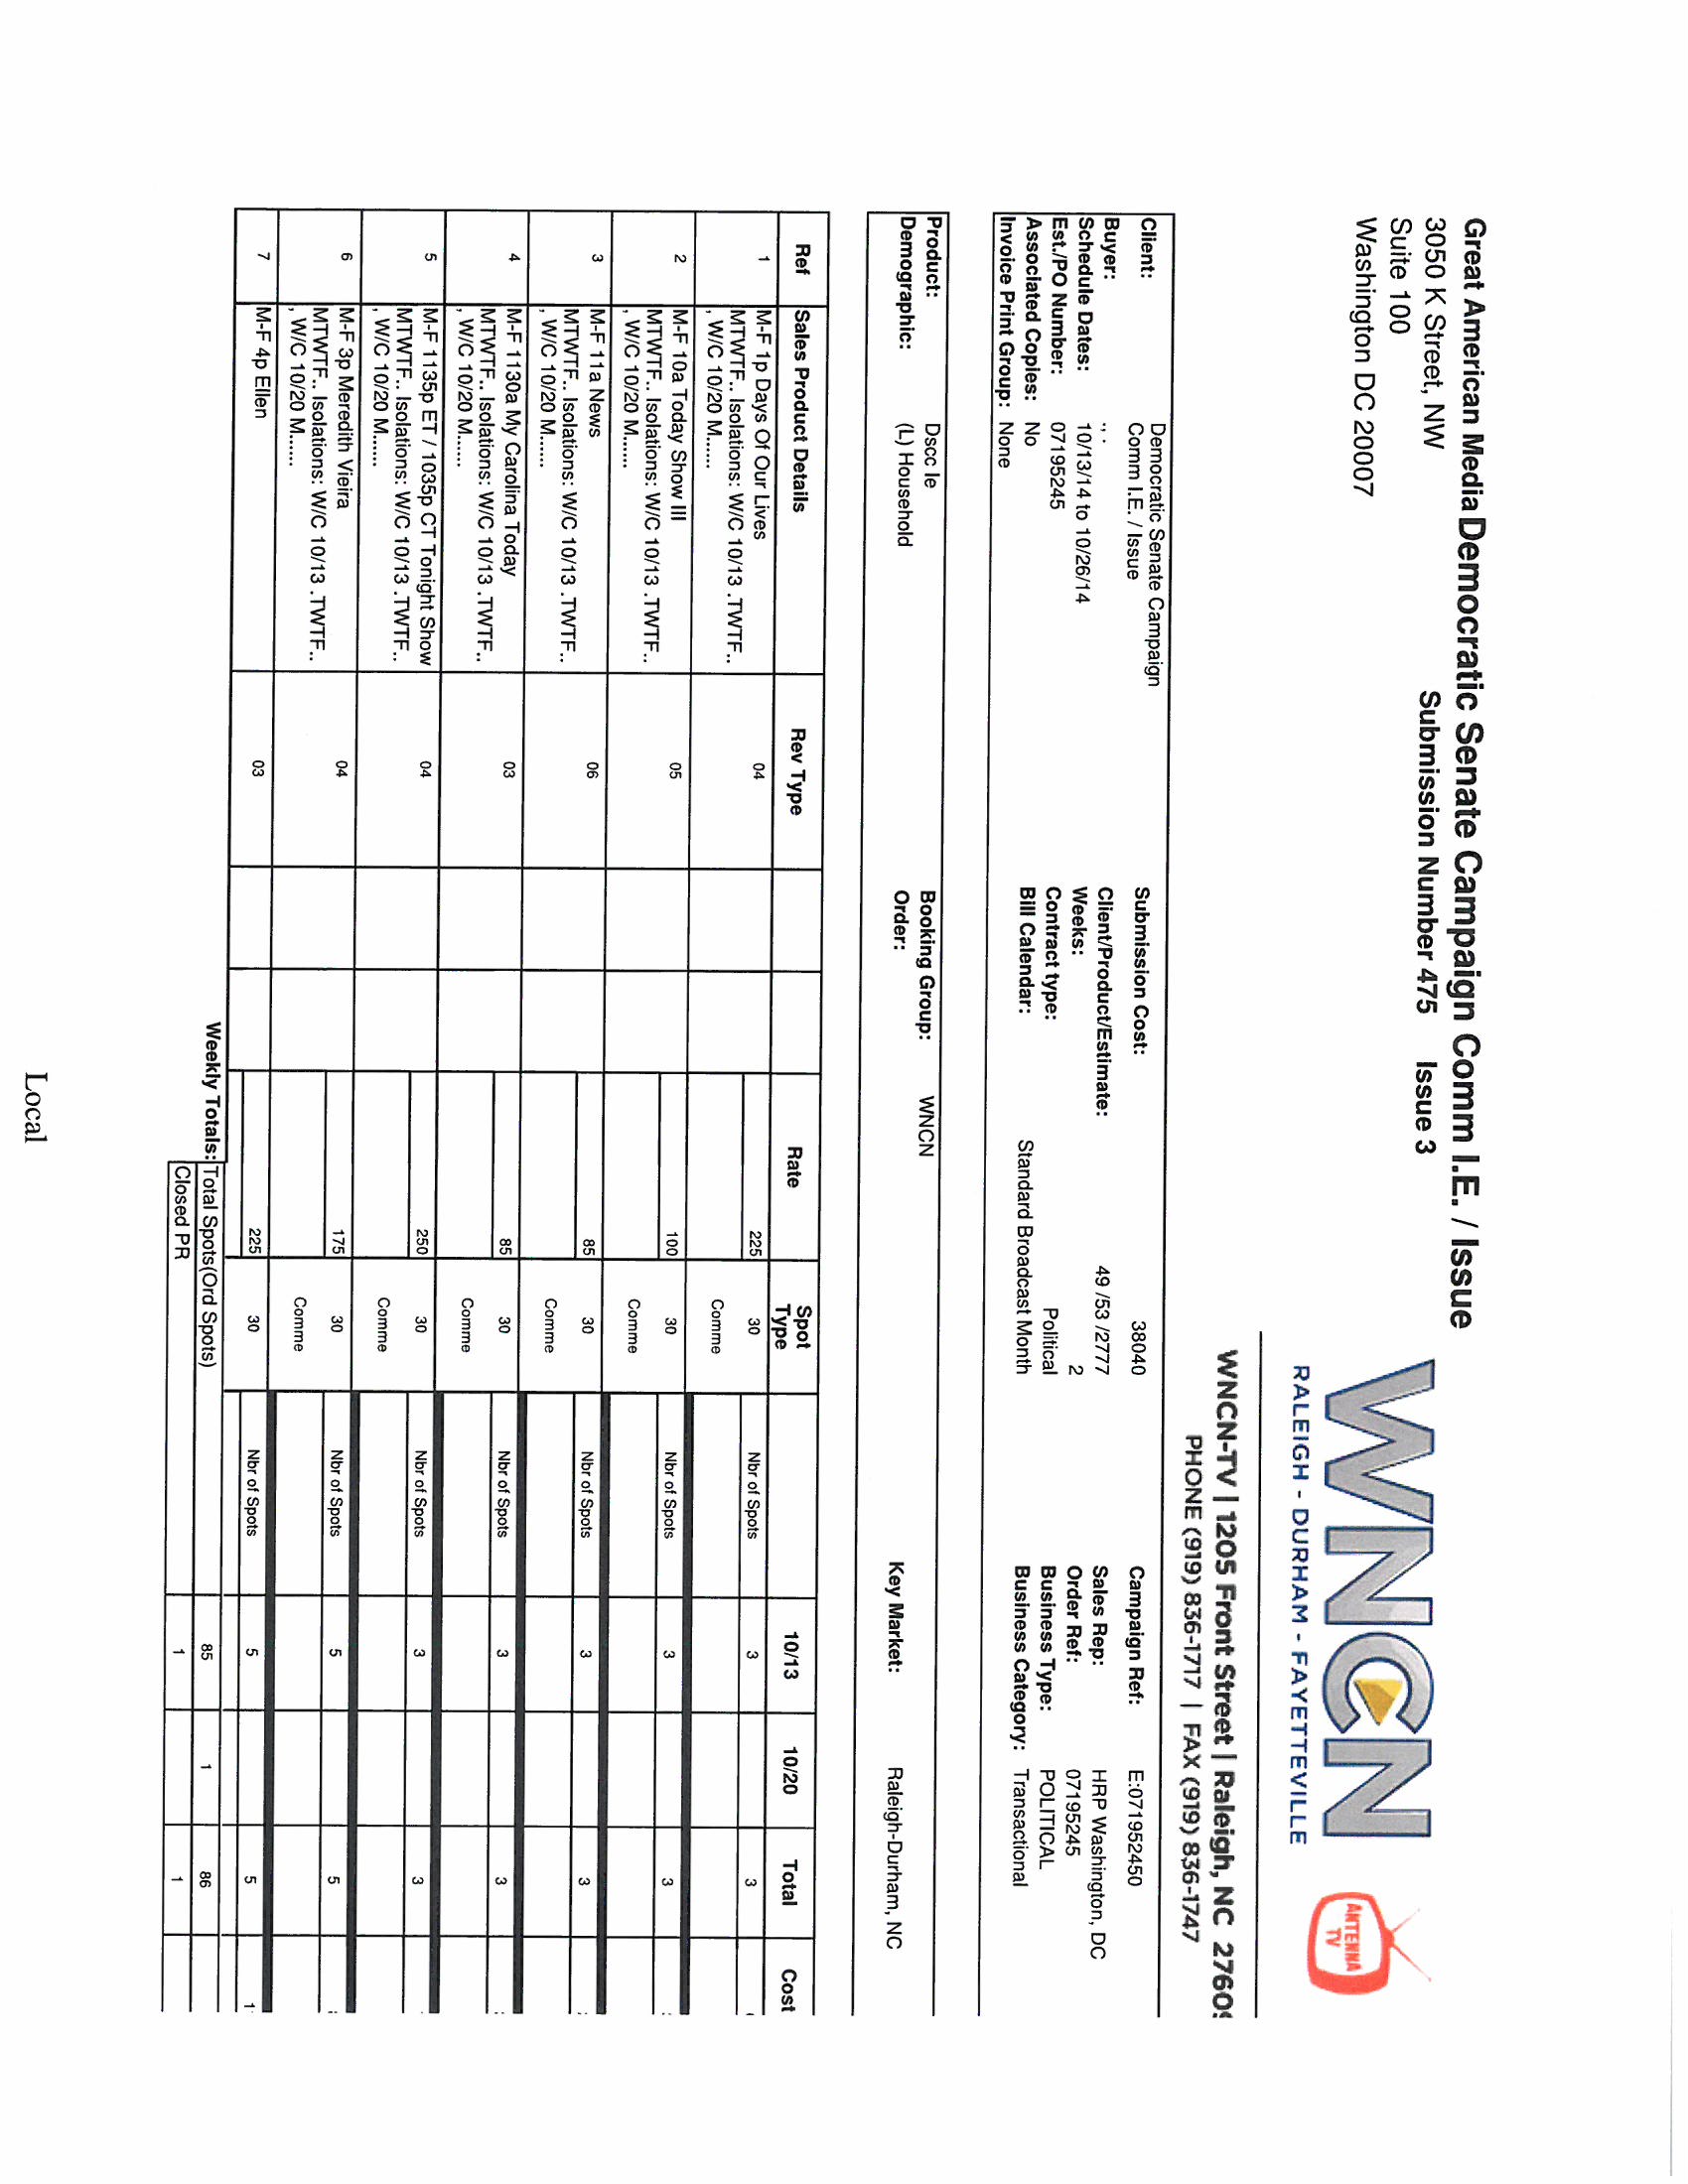 Great American Media Democratic Senate Campaign Comm I.E. / Issue
3050 K Street, NW
Submission Number 475 Issue 3
Suite 100
Washington DC 20007
WNCN
RALEIGH - DURHAM - FAYETTEVILLE
ANTENNA
TV
WNCN-TV | 1205 Front Street | Raleigh, NC 2760
PHONE (919) 836-1717 | FAX (919) 836-1747
Client: Democratic Senate Campaign
Comm I.E. / Issue
Buyer: , .
Schedule Dates: 10/13/14 to 10/26/14
Est./PO Number: 07195245
Associated Copies: No
Invoice Print Group: None
Submission Cost: 38040
Client/Product/Estimate: 49 /53 /2777
Weeks: 2
Contract type: Political
Bill Calendar: Standard Broadcast Month
Campaign Ref: E:071952450
Sales Rep: HRP Washington, DC
Order Ref: 07195245
Business Type: POLITICAL
Business Category: Transactional
Product: Dscc Ie
Demographic: (L) Household
Booking Group: WNCN
Order:
Key Market: Raleigh-Durham, NC
Ref Sales Product Details Rev Type Rate Spot Type 10/13 10/20 Total Cost
1 M-F 1p Days Of Our Lives 04 225 30 Nbr of Spots 3 3
MTWTF.. Isolations: W/C 10/13 .TWTF.. Comme
, W/C 10/20 M......
2 M-F 10a Today Show III 05 100 30 Nbr of Spots 3 3
MTWTF.. Isolations: W/C 10/13 .TWTF.. Comme
, W/C 10/20 M......
3 M-F 11a News 06 85 30 Nbr of Spots 3 3
MTWTF.. Isolations: W/C 10/13 .TWTF.. Comme
, W/C 10/20 M......
4 M-F 1130a My Carolina Today 03 85 30 Nbr of Spots 3 3
MTWTF.. Isolations: W/C 10/13 .TWTF.. Comme
, W/C 10/20 M......
5 M-F 1135p ET / 1035p CT Tonight Show 04 250 30 Nbr of Spots 3 3
MTWTF.. Isolations: W/C 10/13 .TWTF.. Comme
, W/C 10/20 M......
6 M-F 3p Meredith Vieira 04 175 30 Nbr of Spots 5 5
MTWTF.. Isolations: W/C 10/13 .TWTF.. Comme
, W/C 10/20 M......
7 M-F 4p Ellen 03 225 30 Nbr of Spots 5 5 1
Weekly Totals: Total Spots(Ord Spots) 85 1 86
Closed PR 1 1
Local